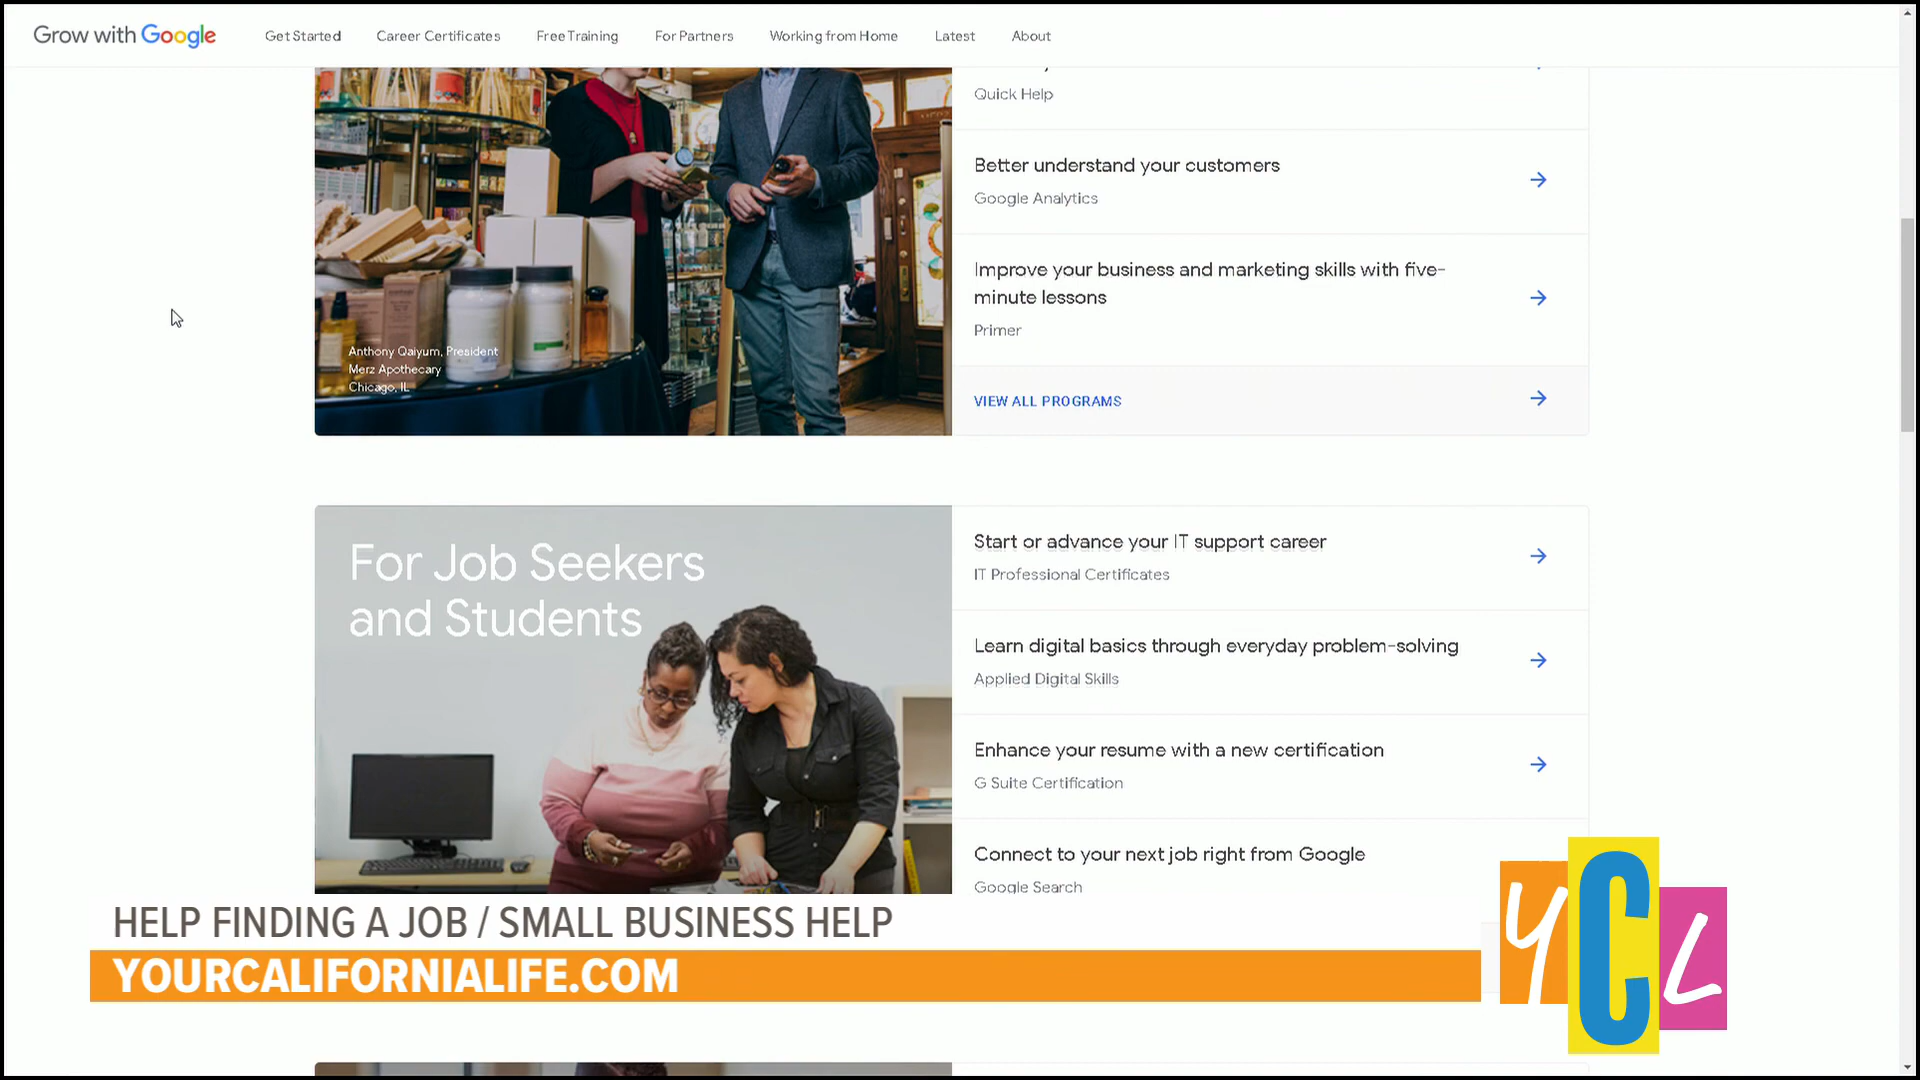 Grow with Google
Get Started
Career Certificates
Free Training
For Partners
Working from Home
Latest
About
Quick Help
Better understand your customers
Google Analytics
Improve your business and marketing skills with five-
minute lessons
Primer
VIEW ALL PROGRAMS
Anthony Qaiyum, President
Merz Apothecary
Chicago, IL
For Job Seekers
and Students
Start or advance your IT support career
IT Professional Certificates
Learn digital basics through everyday problem-solving
Applied Digital Skills
Enhance your resume with a new certification
G Suite Certification
Connect to your next job right from Google
Google Search
HELP FINDING A JOB / SMALL BUSINESS HELP
YOURCALIFORNIALIFE.COM
YCL